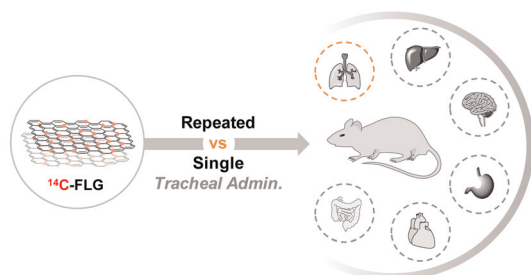 ¹⁴C-FLG
Repeated
vs
Single
Tracheal Admin.